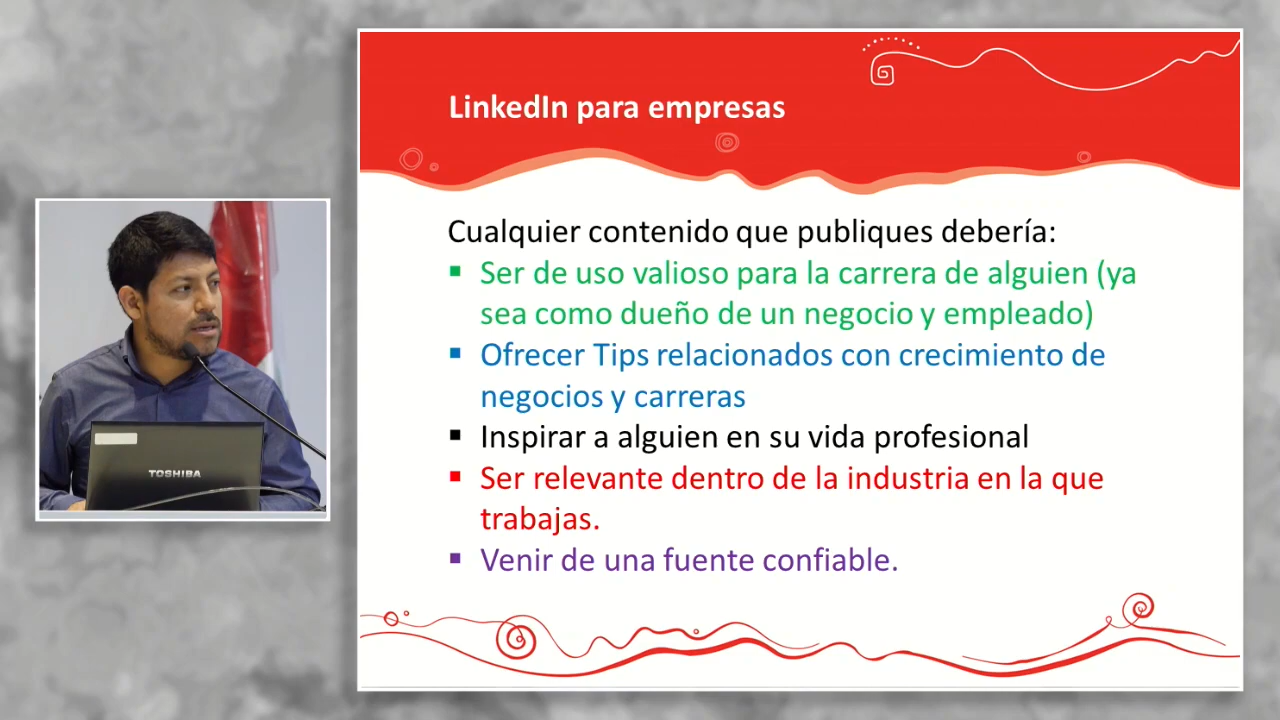 LinkedIn para empresas
Cualquier contenido que publiques debería:
Ser de uso valioso para la carrera de alguien (ya
sea como dueño de un negocio y empleado)
Ofrecer Tips relacionados con crecimiento de
negocios y carreras
Inspirar a alguien en su vida profesional
Ser relevante dentro de la industria en la que
trabajas.
Venir de una fuente confiable.
TOSHIBA